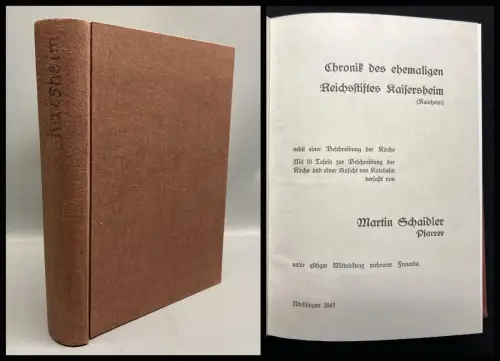 Kaisheim
Chronik des ehemaligen
Reichsstiftes Kaisersheim
(Kaisheim)
nebst einer Beschreibung der Kirche
Mit 10 Tafeln zur Beschreibung der
Kirche und einer Ansicht von Kaisheim
verfaßt von
Martin Schaidler
Pfarrer
unter gütiger Mitwirkung mehrerer Freunde.
Nördlingen